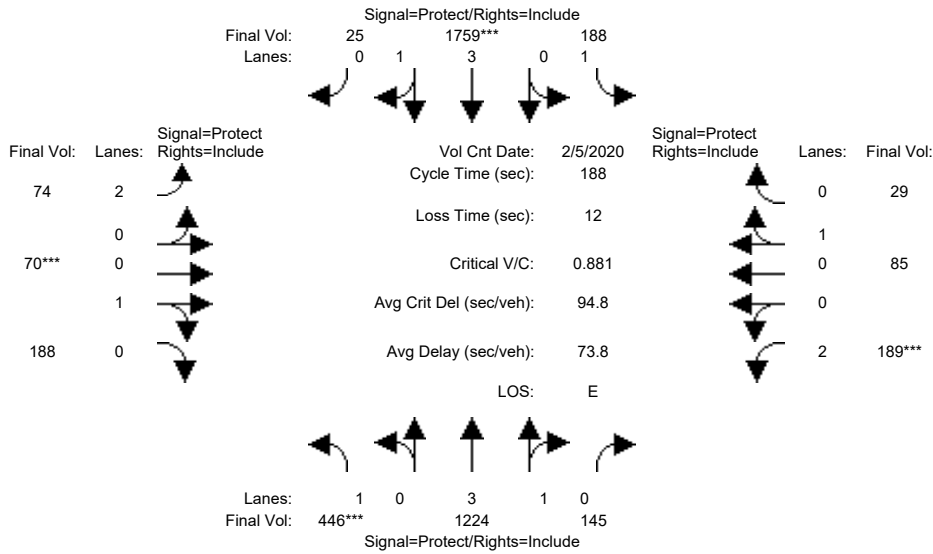 Signal=Protect/Rights=Include
Final Vol: 25 1759*** 188
Lanes: 0 1 3 0 1
Signal=Protect
Final Vol: Lanes: Rights=Include
Vol Cnt Date: 2/5/2020
Signal=Protect
Rights=Include Lanes: Final Vol:
Cycle Time (sec): 188
74 2
0 29
Loss Time (sec): 12
0
1
70*** 0
Critical V/C: 0.881
0 85
1
Avg Crit Del (sec/veh): 94.8
0
188 0
Avg Delay (sec/veh): 73.8
2 189***
LOS: E
Lanes: 1 0 3 1 0
Final Vol: 446*** 1224 145
Signal=Protect/Rights=Include